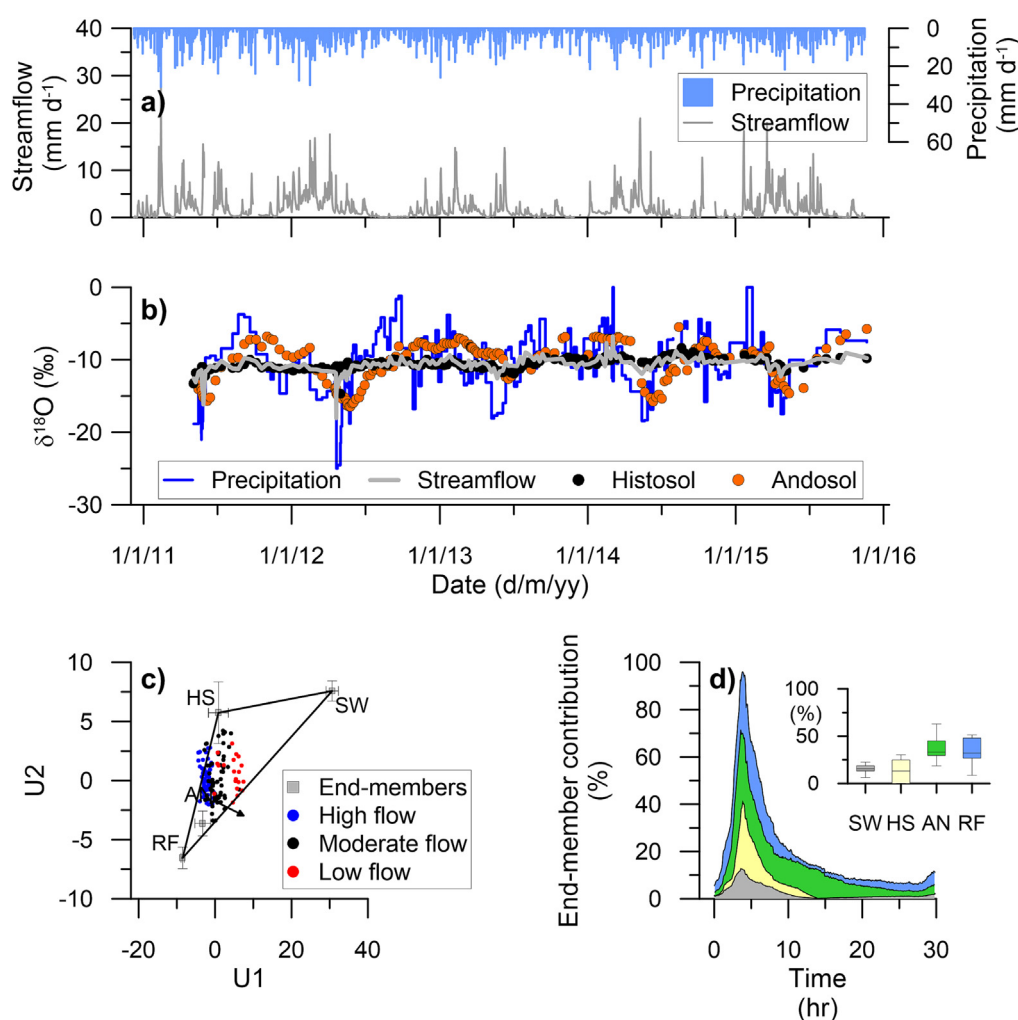 40
30
20
10
0
Streamflow
(mm d-1)
a)
Precipitation
Streamflow
0
20
40
60
Precipitation
(mm d-1)
0
-10
-20
-30
δ18O (‰)
b)
Precipitation
Streamflow
Histosol
Andosol
1/1/11
1/1/12
1/1/13
1/1/14
1/1/15
1/1/16
Date (d/m/yy)
10
5
0
-5
-10
U2
c)
HS
SW
RF
End-members
High flow
Moderate flow
Low flow
-20
0
20
40
U1
End-member contribution
(%)
100
80
60
40
20
0
d)
100
(%)
0
SW HS AN RF
0
10
20
30
Time
(hr)